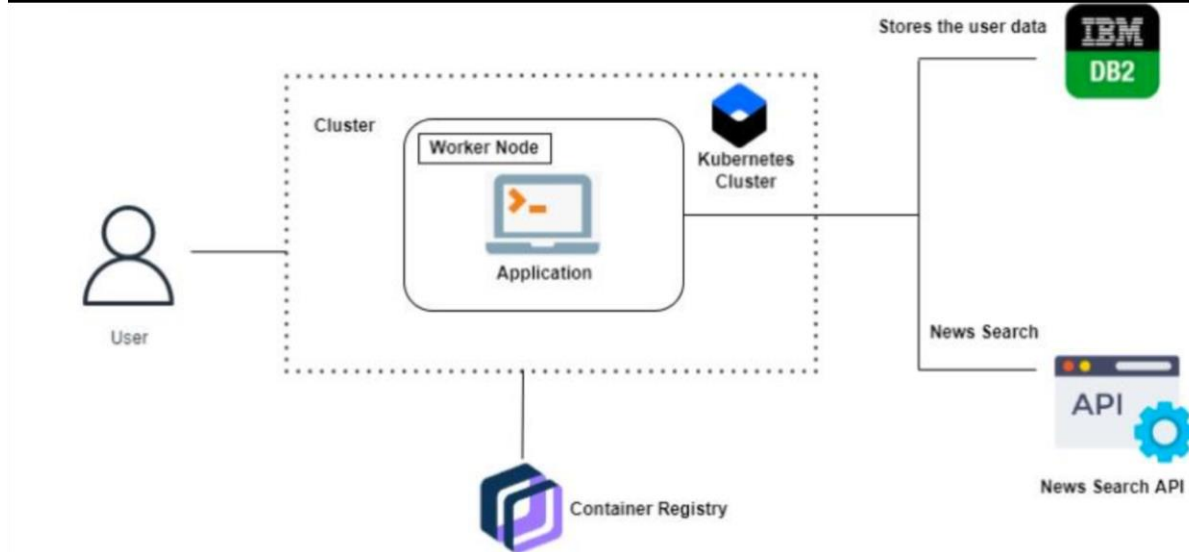 Stores the user data
IBM
DB2
Cluster
Worker Node
Kubernetes
Cluster
>_
Application
User
News Search
API
News Search API
Container Registry